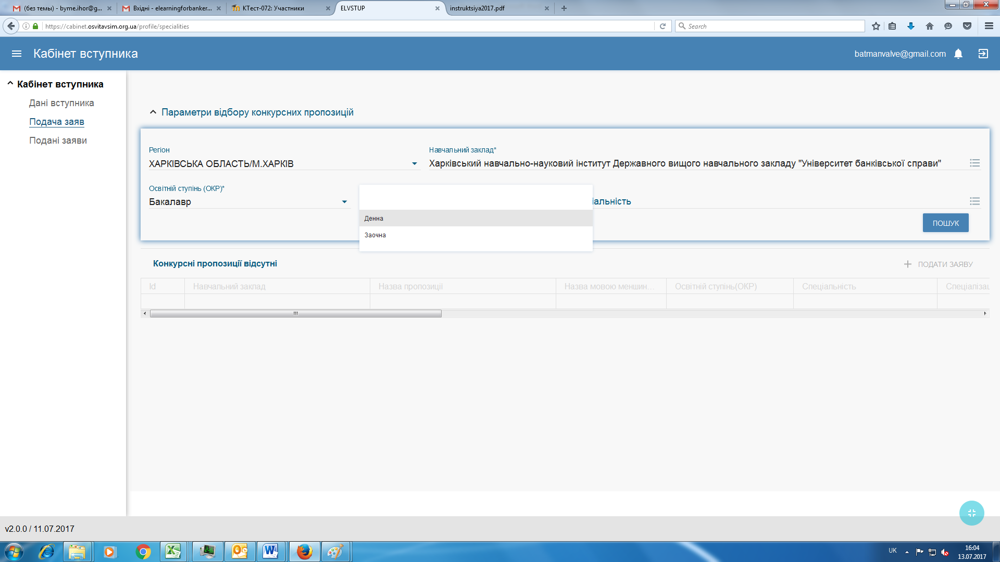 (без темы) - byme.ihor@g...
Вхідні - elearningforbanker...
КТест-072: Участники
ELVSTUP
instruktsiya2017.pdf
https://cabinet.osvitavsim.org.ua/profile/specialities
Search
Кабінет вступника
batmanvalve@gmail.com
Кабінет вступника
Дані вступника
Подача заяв
Подані заяви
Параметри відбору конкурсних пропозицій
Регіон
Навчальний заклад*
ХАРКІВСЬКА ОБЛАСТЬ/М.ХАРКІВ
Харківський навчально-науковий інститут Державного вищого навчального закладу "Університет банківської справи"
Освітній ступінь (ОКР)*
Бакалавр
іальність
Денна
Заочна
ПОШУК
Конкурсні пропозиції відсутні
ПОДАТИ ЗАЯВУ
Id Навчальний заклад Назва пропозиції Назва мовою меншин... Освітній ступінь(ОКР) Спеціальність Спеціалізац
v2.0.0 / 11.07.2017
UK
16:04
13.07.2017